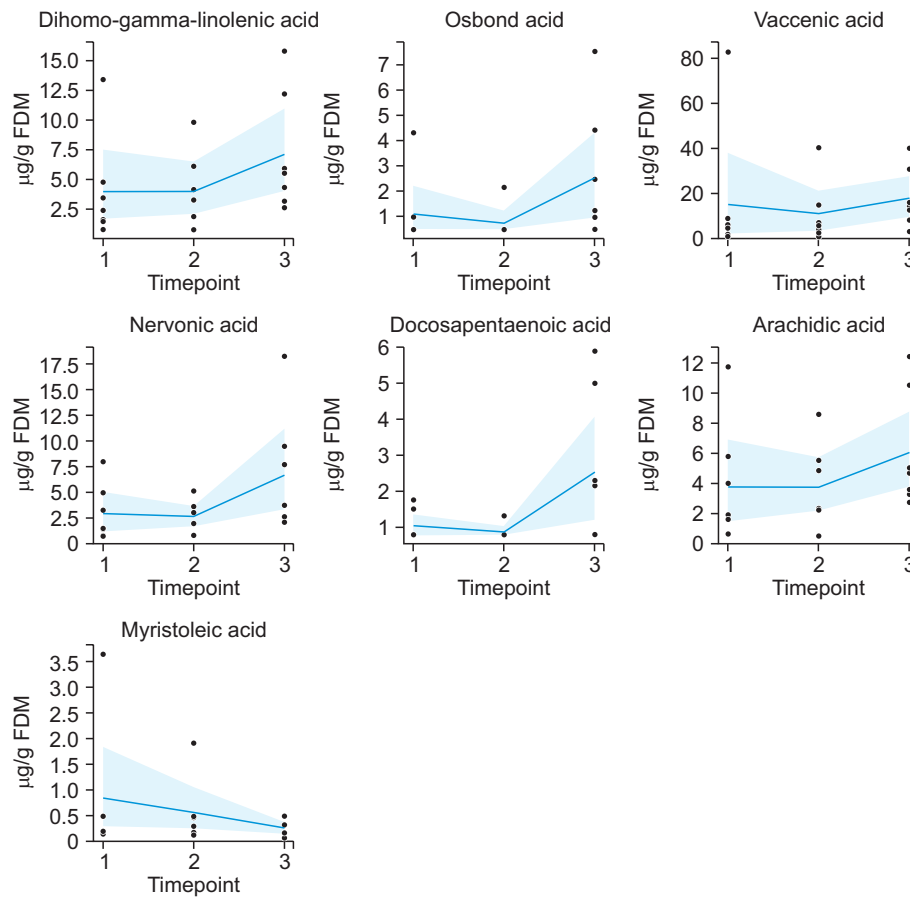 Dihomo-gamma-linolenic acid
µg/g FDM
15.0
12.5
10.0
7.5
5.0
2.5
1 2 3
Timepoint
Osbond acid
µg/g FDM
7
6
5
4
3
2
1
1 2 3
Timepoint
Vaccenic acid
µg/g FDM
80
60
40
20
0
1 2 3
Timepoint
Nervonic acid
µg/g FDM
17.5
15.0
12.5
10.0
7.5
5.0
2.5
0
1 2 3
Timepoint
Docosapentaenoic acid
µg/g FDM
6
5
4
3
2
1
1 2 3
Timepoint
Arachidic acid
µg/g FDM
12
10
8
6
4
2
0
1 2 3
Timepoint
Myristoleic acid
µg/g FDM
3.5
3.0
2.5
2.0
1.5
1.0
0.5
0
1 2 3
Timepoint